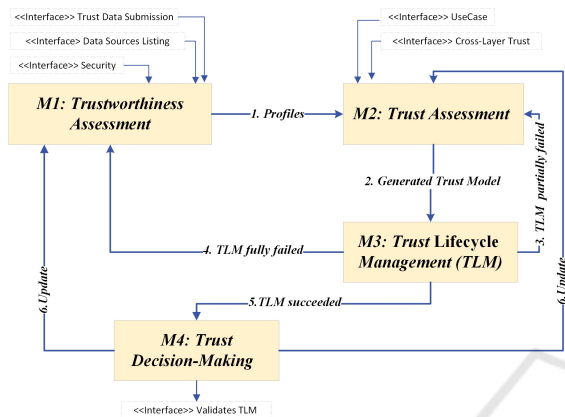 <<Interface>> Trust Data Submission
<<Interface> Data Sources Listing
<<Interface>> Security
<<Interface>> UseCase
<<Interface>> Cross-Layer Trust
M1: Trustworthiness
Assessment
1. Profiles
M2: Trust Assessment
2. Generated Trust Model
3. TLM partially failed
M3: Trust Lifecycle
Management (TLM)
4. TLM fully failed
5.TLM succeeded
6.Update
6.Update
M4: Trust
Decision-Making
<<Interface>> Validates TLM